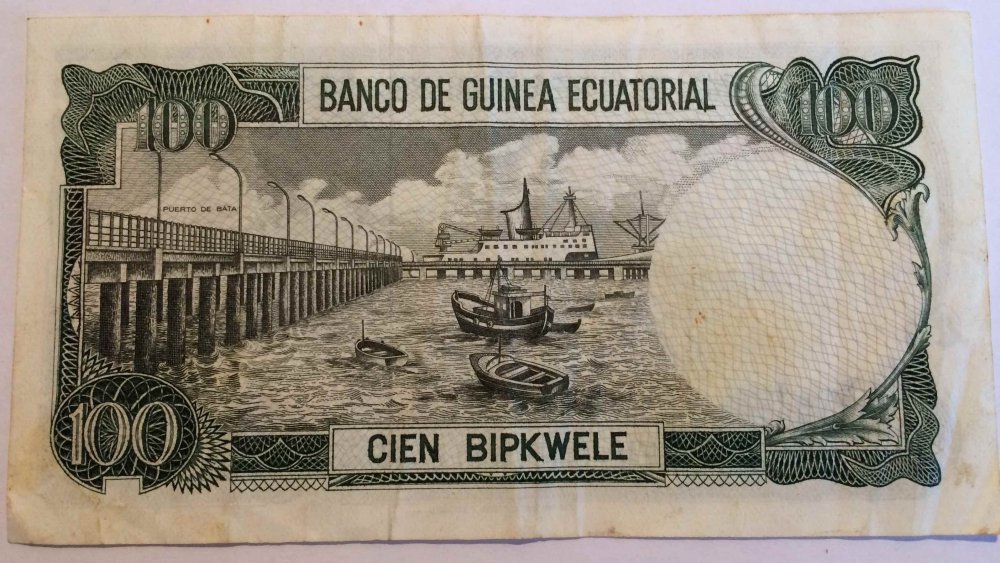 BANCO DE GUINEA ECUATORIAL
100
100
PUERTO DE BATA
100
CIEN BIPKWELE